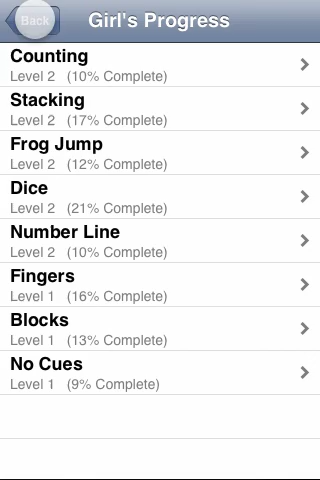 Back
Girl's Progress
Counting
Level 2 (10% Complete)
Stacking
Level 2 (17% Complete)
Frog Jump
Level 2 (12% Complete)
Dice
Level 2 (21% Complete)
Number Line
Level 2 (10% Complete)
Fingers
Level 1 (16% Complete)
Blocks
Level 1 (13% Complete)
No Cues
Level 1 (9% Complete)